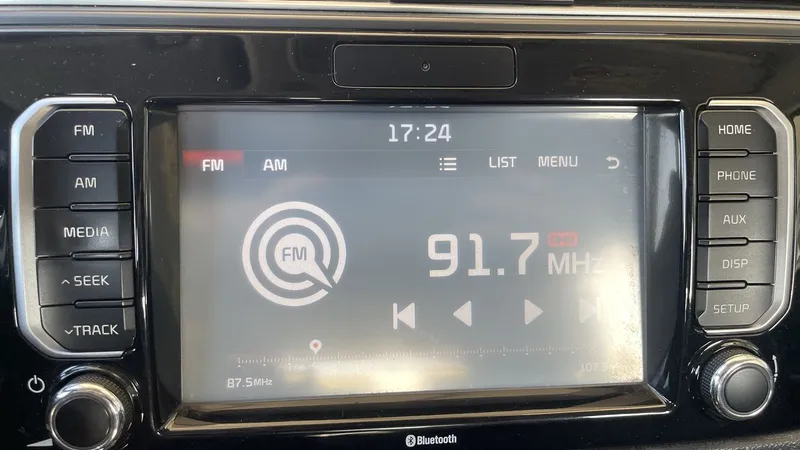 17:24
FM
AM
LIST
MENU
FM
91.7
MHz
87.5MHz
FM
AM
MEDIA
SEEK
TRACK
HOME
PHONE
AUX
DISP
SETUP
Bluetooth